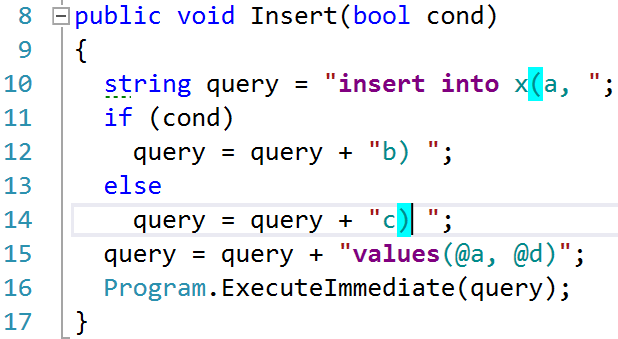 8 public void Insert(bool cond)
9 {
10 string query = "insert into x(a, ";
11 if (cond)
12 query = query + "b) ";
13 else
14 query = query + "c) ";
15 query = query + "values(@a, @d)";
16 Program.ExecuteImmediate(query);
17 }